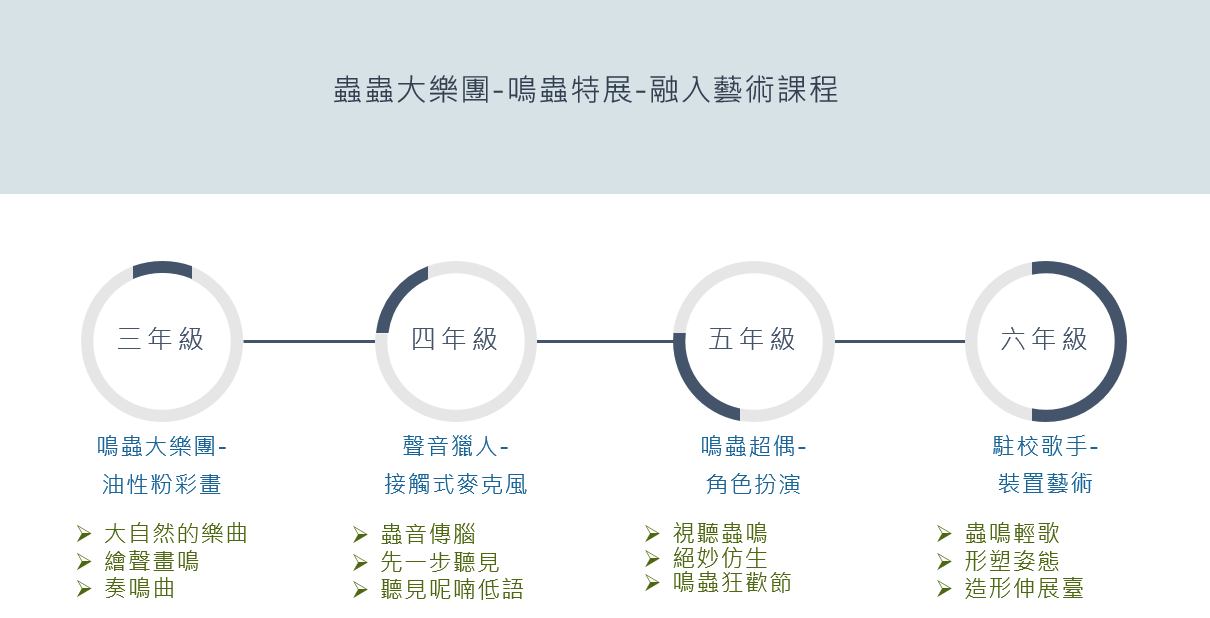 蟲蟲大樂團-鳴蟲特展-融入藝術課程
三年級
鳴蟲大樂團-
油性粉彩畫
大自然的樂曲
繪聲畫鳴
奏鳴曲
四年級
聲音獵人-
接觸式麥克風
蟲音傳腦
先一步聽見
聽見呢喃低語
五年級
鳴蟲超偶-
角色扮演
視聽蟲鳴
絕妙仿生
鳴蟲狂歡節
六年級
駐校歌手-
裝置藝術
蟲鳴輕歌
形塑姿態
造形伸展臺